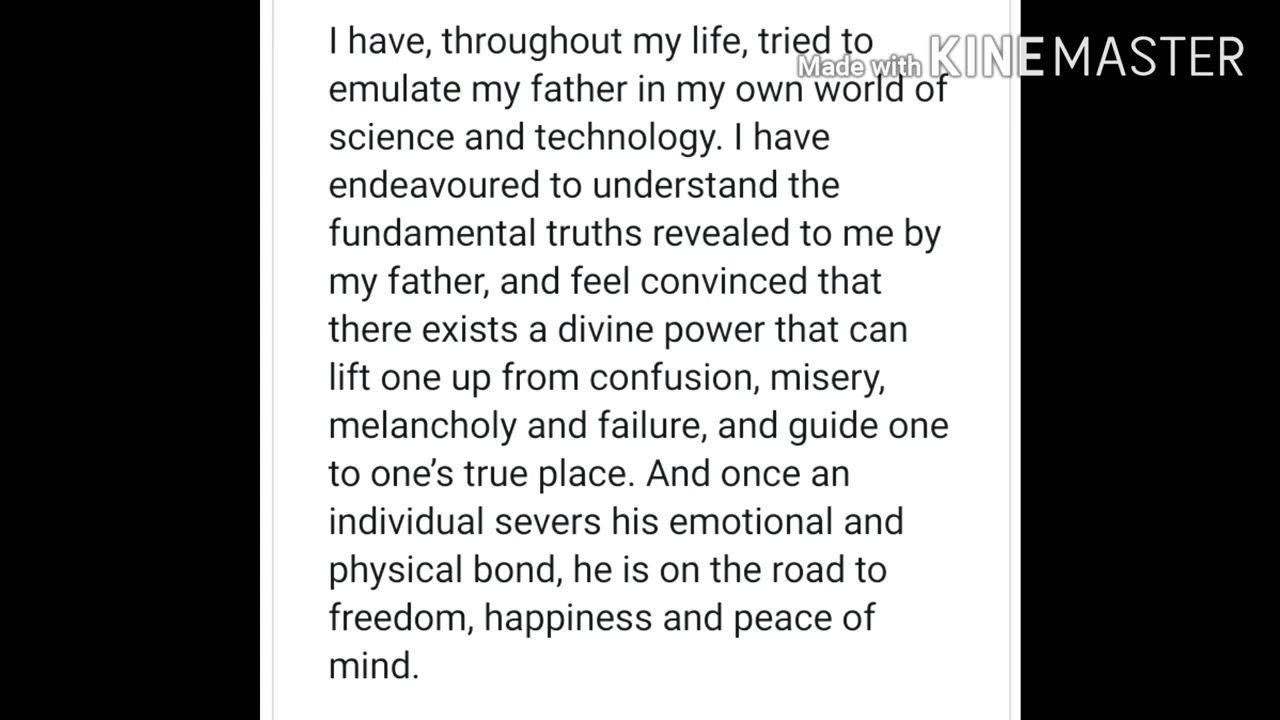 I have, throughout my life, tried to
Made with KINEMASTER
emulate my father in my own world of
science and technology. I have
endeavoured to understand the
fundamental truths revealed to me by
my father, and feel convinced that
there exists a divine power that can
lift one up from confusion, misery,
melancholy and failure, and guide one
to one’s true place. And once an
individual severs his emotional and
physical bond, he is on the road to
freedom, happiness and peace of
mind.